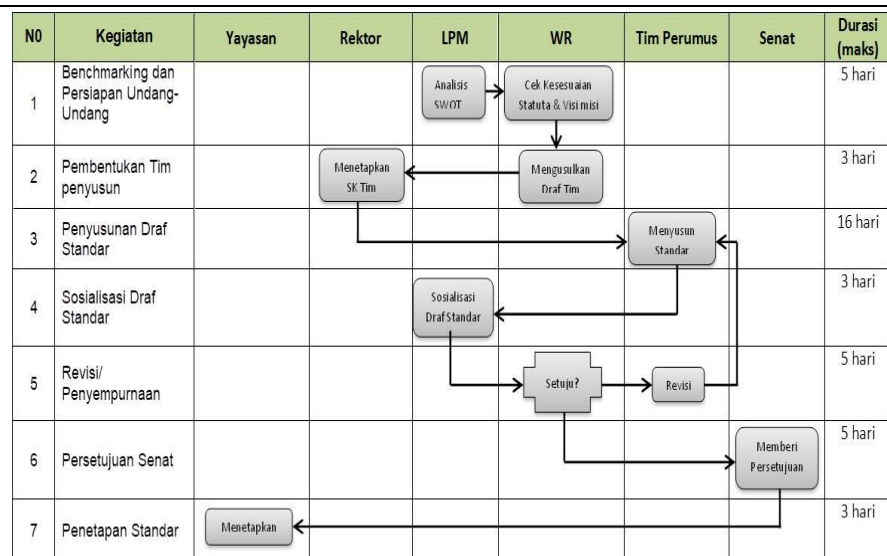 N0 Kegiatan Yayasan Rektor LPM WR Tim Perumus Senat Durasi
(maks)
1
Benchmarking dan
Persiapan Undang-
Undang
Analisis
SWOT
Cek Kesesuaian
Statuta & Visi misi
5 hari
2
Pembentukan Tim
penyusun
Menetapkan
SK Tim
Mengusulkan
Draf Tim
3 hari
3
Penyusunan Draf
Standar
Menyusun
Standar
16 hari
4
Sosialisasi Draf
Standar
Sosialisasi
Draf Standar
3 hari
5
Revisi/
Penyempurnaan
Setuju?
Revisi
5 hari
6
Persetujuan Senat
Memberi
Persetujuan
5 hari
7
Penetapan Standar
Menetapkan
3 hari